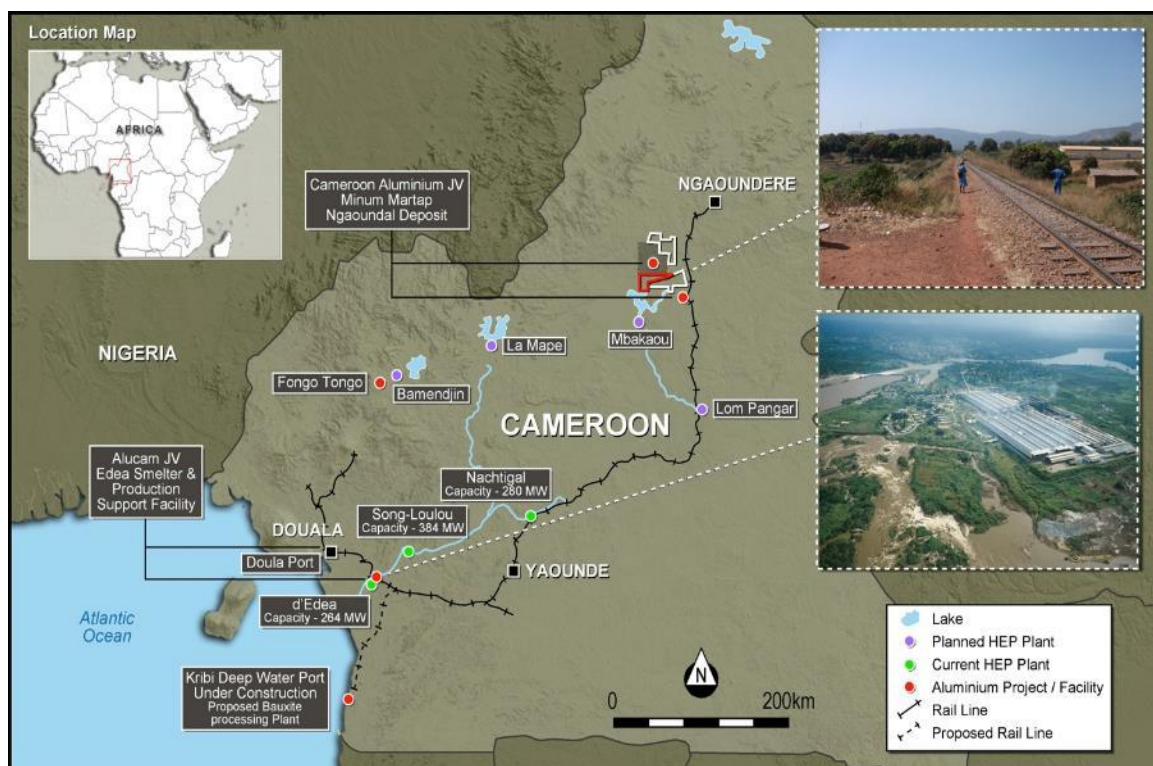 Location Map
AFRICA
Cameroon Aluminium JV
Minum Martap
Ngaoundal Deposit
NGAOUNDERE
NIGERIA
La Mape
Mbakaou
Fongo Tongo
Bamendjin
Lom Pangar
CAMEROON
Alucam JV
Edea Smelter &
Production
Support Facility
Nachtigal
Capacity - 280 MW
Song-Loulou
Capacity - 384 MW
DOUALA
Doula Port
YAOUNDE
d'Edea
Capacity - 264 MW
Atlantic
Ocean
Kribi Deep Water Port
Under Construction
Proposed Bauxite
processing Plant
N
0
200km
Lake
Planned HEP Plant
Current HEP Plant
Aluminium Project / Facility
Rail Line
Proposed Rail Line